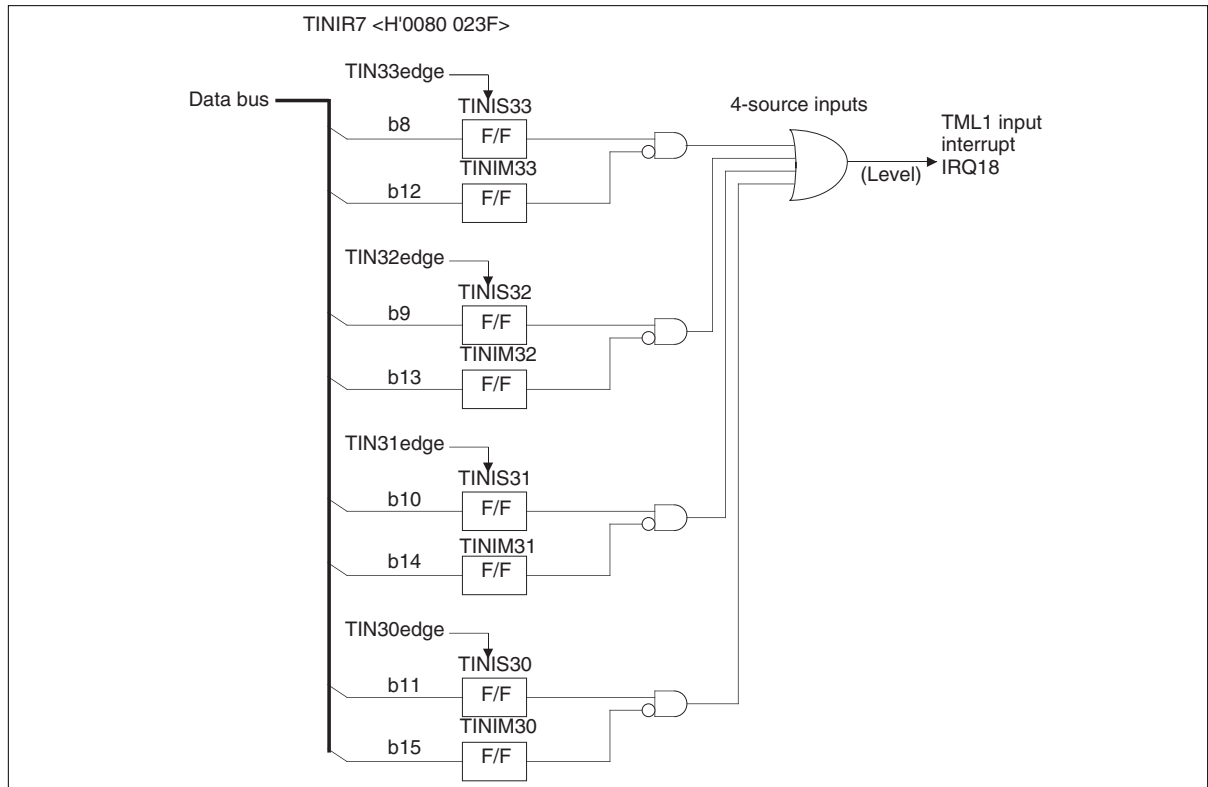 TINIR7 <H'0080 023F>
TIN33edge
Data bus
TINIS33
4-source inputs
b8
F/F
TML1 input
interrupt
IRQ18
(Level)
TINIM33
b12
F/F
TIN32edge
TINIS32
b9
F/F
TINIM32
b13
F/F
TIN31edge
TINIS31
b10
F/F
TINIM31
b14
F/F
TIN30edge
TINIS30
b11
F/F
TINIM30
b15
F/F